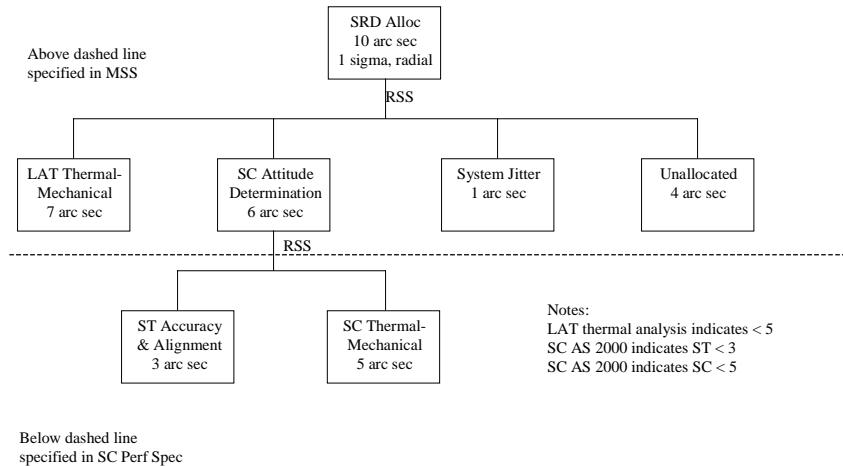 SRD Alloc
10 arc sec
1 sigma, radial
Above dashed line
specified in MSS
RSS
LAT Thermal-
Mechanical
7 arc sec
SC Attitude
Determination
6 arc sec
System Jitter
1 arc sec
Unallocated
4 arc sec
RSS
ST Accuracy
& Alignment
3 arc sec
SC Thermal-
Mechanical
5 arc sec
Notes:
LAT thermal analysis indicates < 5
SC AS 2000 indicates ST < 3
SC AS 2000 indicates SC < 5
Below dashed line
specified in SC Perf Spec